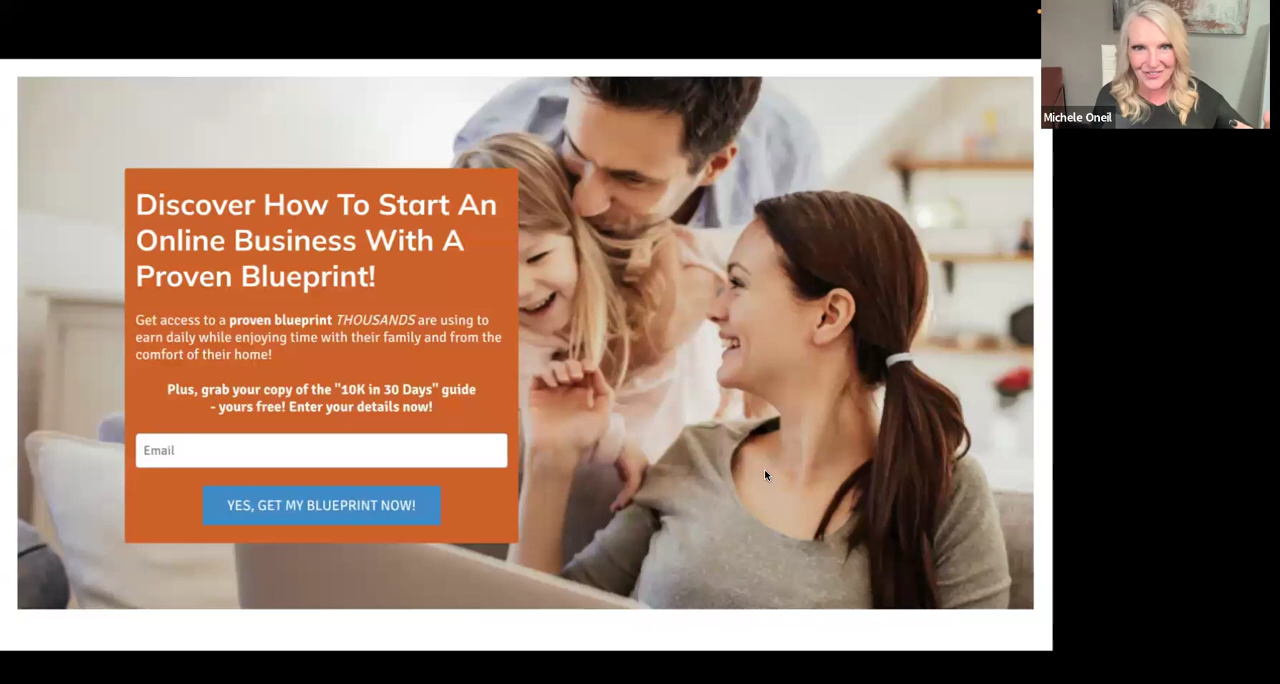 Michele Oneil
Discover How To Start An
Online Business With A
Proven Blueprint!
Get access to a proven blueprint THOUSANDS are using to
earn daily while enjoying time with their family and from the
comfort of their home!
Plus, grab your copy of the "10K in 30 Days" guide
- yours free! Enter your details now!
Email
YES, GET MY BLUEPRINT NOW!